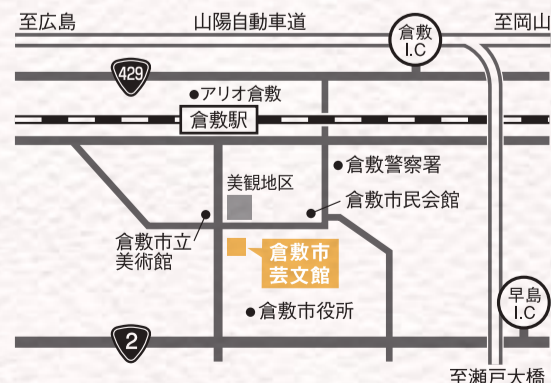 至広島
山陽自動車道
至岡山
倉敷
I.C
429
アリオ倉敷
倉敷駅
倉敷警察署
美観地区
倉敷市民会館
倉敷市立
美術館
倉敷市
芸文館
倉敷市役所
早島
I.C
2
至瀬戸大橋